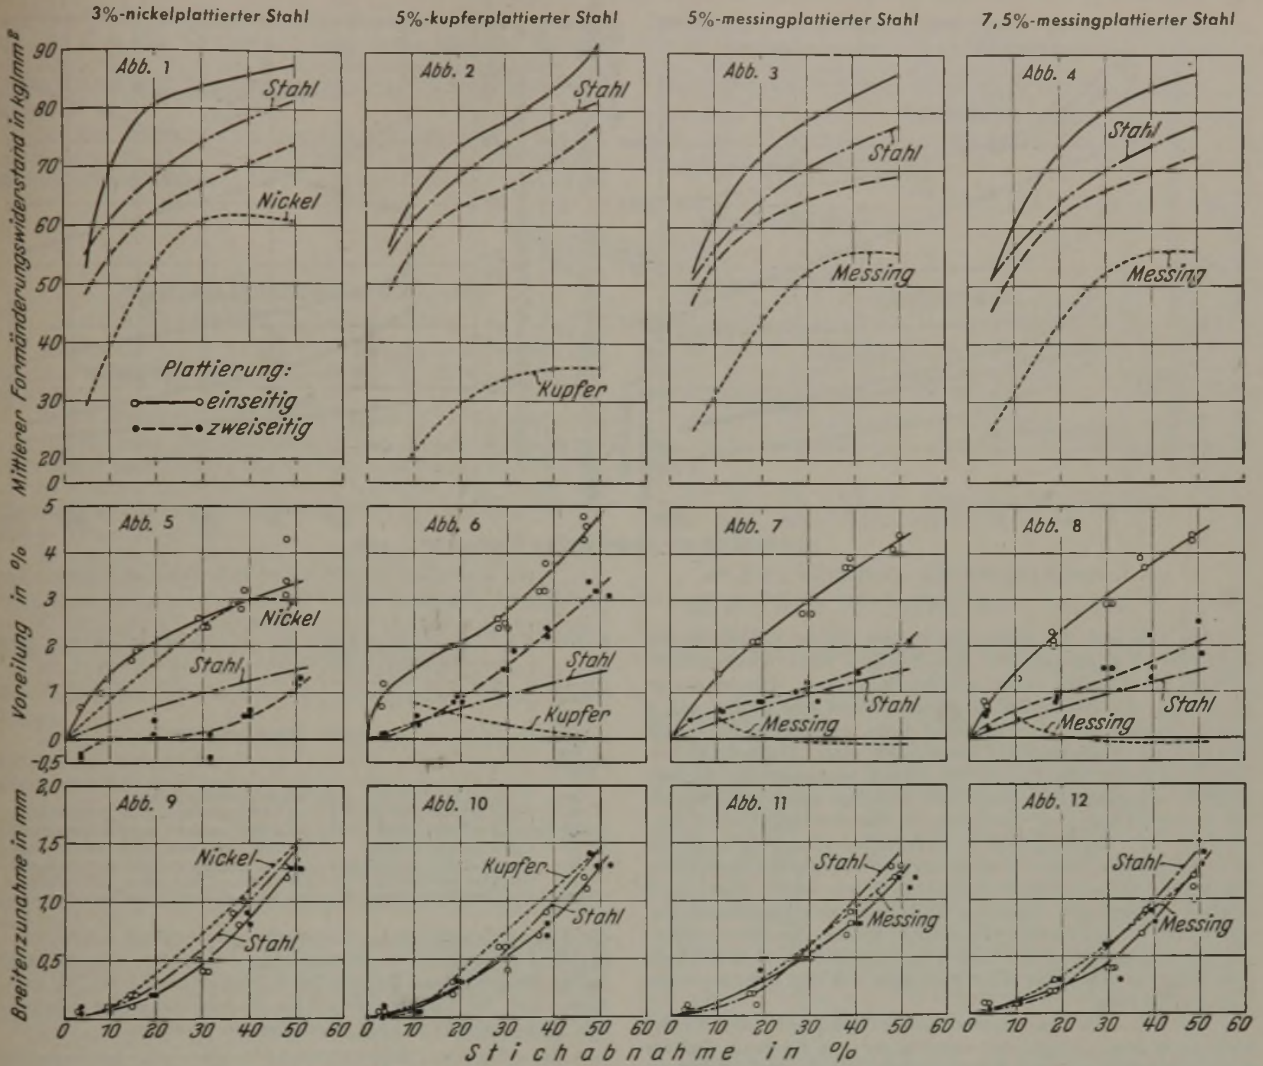 3%-nickelplattierter Stahl
5%-kupferplattierter Stahl
5%-messingplattierter Stahl
7,5%-messingplattierter Stahl
Mittlerer Formänderungswiderstand in kg/mm²
90
80
70
60
50
40
30
20
0
Abb. 1
Stahl
Nickel
Plattierung:
einseitig
zweiseitig
Abb. 2
Stahl
Kupfer
Abb. 3
Stahl
Messing
Abb. 4
Stahl
Messing
Voreilung in %
5
4
3
2
1
0
-0,5
Abb. 5
Nickel
Stahl
Abb. 6
Stahl
Kupfer
Abb. 7
Stahl
Messing
Abb. 8
Messing
Stahl
Breitenzunahme in mm
2,0
1,5
1,0
0,5
Abb. 9
Nickel
Stahl
Abb. 10
Kupfer
Stahl
Abb. 11
Stahl
Messing
Abb. 12
Stahl
Messing
0 10 20 30 40 50 60 0 10 20 30 40 50 60 0 10 20 30 40 50 60 0 10 20 30 40 50 60
Stichabnahme in %